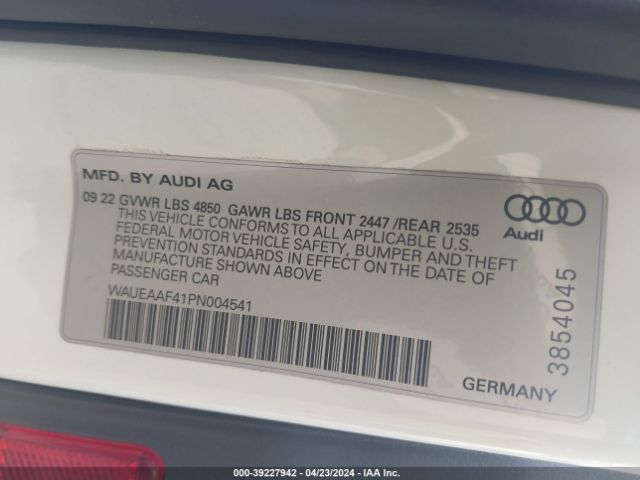 MFD. BY AUDI AG
09 22 GVWR LBS 4850 GAWR LBS FRONT 2447 /REAR 2535
THIS VEHICLE CONFORMS TO ALL APPLICABLE U.S.
FEDERAL MOTOR VEHICLE SAFETY, BUMPER AND THEFT
PREVENTION STANDARDS IN EFFECT ON THE DATE OF
MANUFACTURE SHOWN ABOVE
PASSENGER CAR
WAUEAAF41PN004541
Audi
3854045
GERMANY
000-39227942 - 04/23/2024 - IAA Inc.